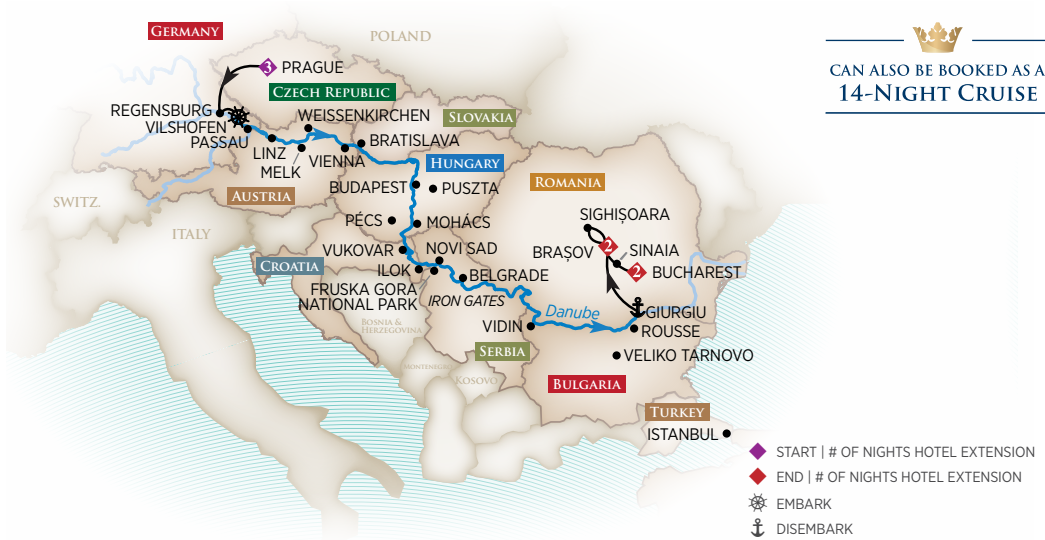 GERMANY
POLAND
3 PRAGUE
CZECH REPUBLIC
REGENSBURG
WEISSENKIRCHEN
SLOVAKIA
VILSHOFEN
PASSAU
BRATISLAVA
LINZ
VIENNA
MELK
HUNGARY
BUDAPEST
PUSZTA
ROMANIA
AUSTRIA
SWITZ.
SIGHIȘOARA
PÉCS
MOHÁCS
ITALY
VUKOVAR
NOVI SAD
BRAȘOV
2
SINAIA
CROATIA
ILOK
2 BUCHAREST
BELGRADE
FRUSKA GORA
NATIONAL PARK
IRON GATES
Danube
GIURGIU
BOSNIA &
HERZEGOVINA
VIDIN
ROUSSE
SERBIA
VELIKO TARNOVO
MONTENEGRO
KOSOVO
BULGARIA
TURKEY
ISTANBUL
CAN ALSO BE BOOKED AS A
14-NIGHT CRUISE
START | # OF NIGHTS HOTEL EXTENSION
END | # OF NIGHTS HOTEL EXTENSION
EMBARK
DISEMBARK